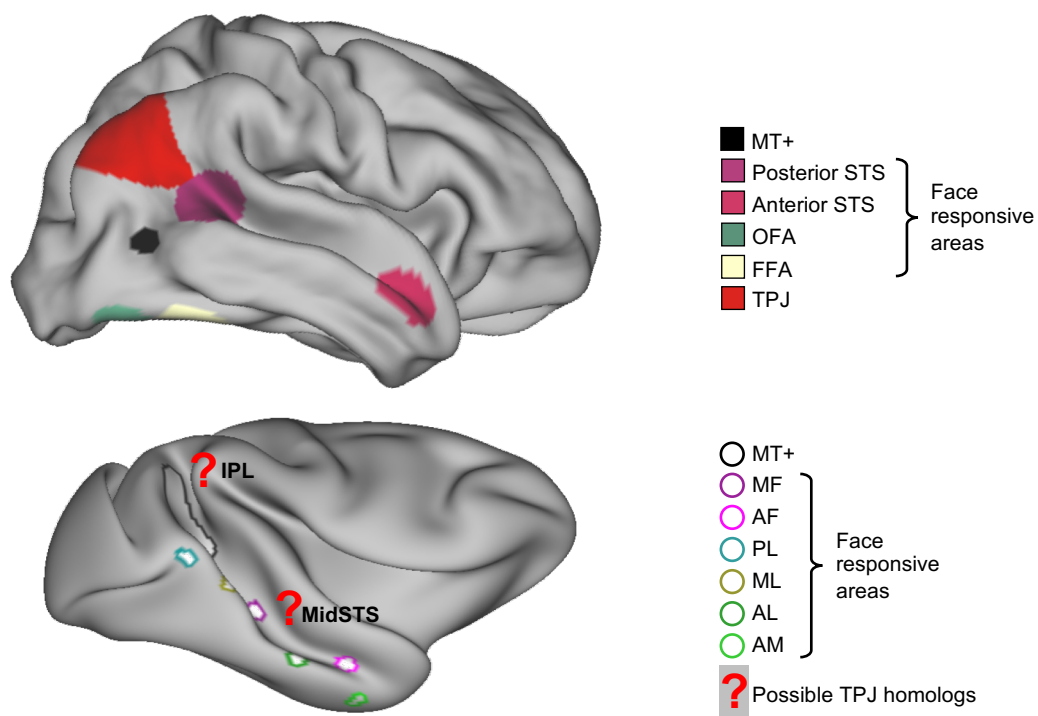 MT+
Posterior STS
Anterior STS
OFA
FFA
TPJ
Face
responsive
areas
? IPL
? MidSTS
MT+
MF
AF
PL
ML
AL
AM
Face
responsive
areas
? Possible TPJ homologs